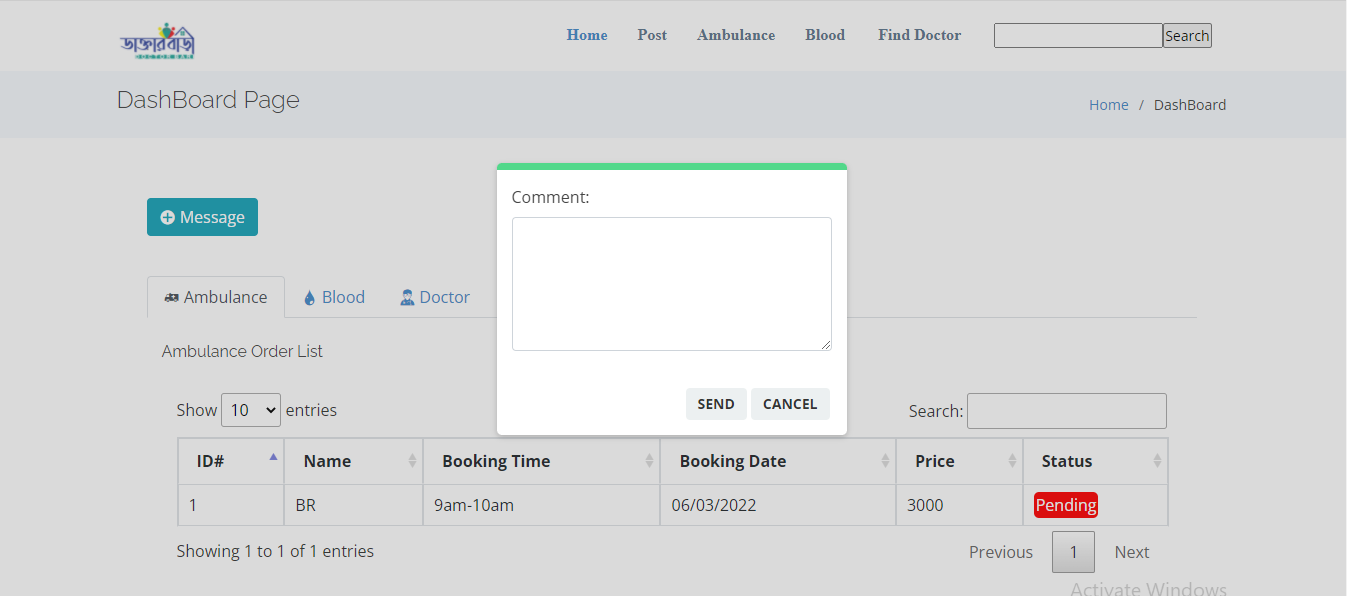 ডাক্তারবাড়ী
Home Post Ambulance Blood Find Doctor Search
DashBoard Page
Home / DashBoard
Comment:
Message
Ambulance Blood Doctor
Ambulance Order List
SEND CANCEL
Show 10 entries
Search:
ID# Name Booking Time Booking Date Price Status
1 BR 9am-10am 06/03/2022 3000 Pending
Showing 1 to 1 of 1 entries
Previous 1 Next
Activate Windows